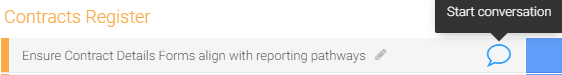 Start conversation
Contracts Register
Ensure Contract Details Forms align with reporting pathways